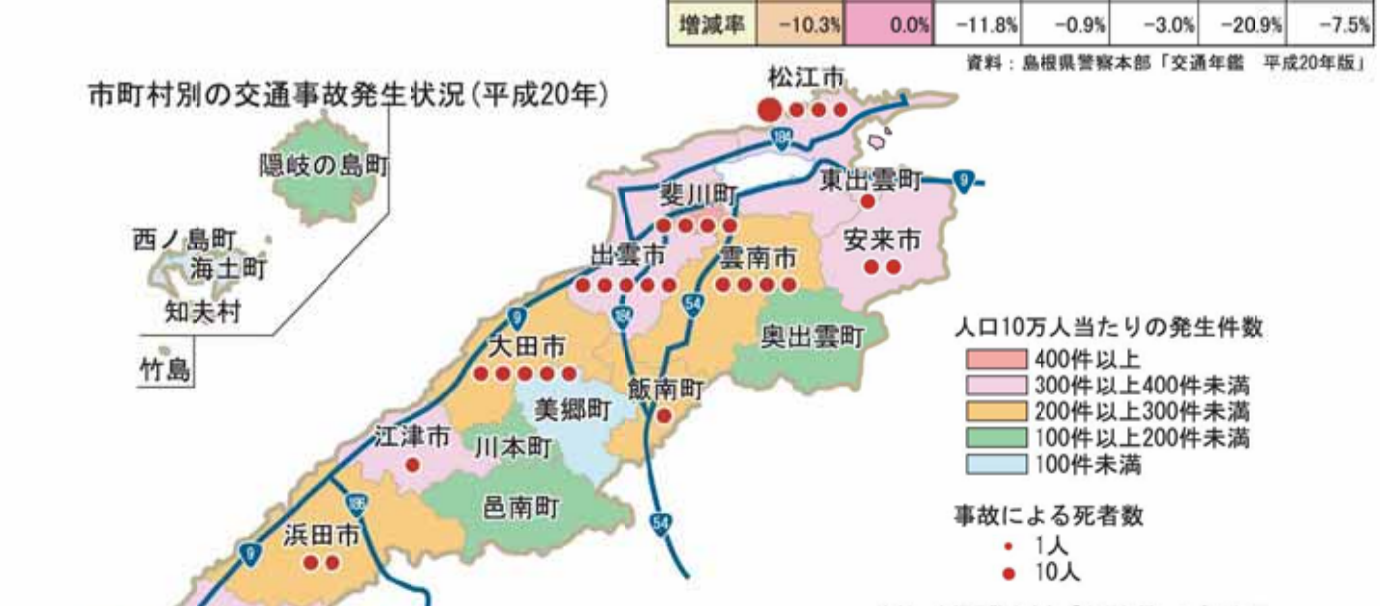 増減率 -10.3% 0.0% -11.8% -0.9% -3.0% -20.9% -7.5%
資料：島根県警察本部「交通年鑑　平成20年版」
市町村別の交通事故発生状況(平成20年)
松江市
隠岐の島町
184
東出雲町
9
斐川町
西ノ島町
安来市
出雲市
雲南市
海士町
知夫村
9
184
54
奥出雲町
人口10万人当たりの発生件数
大田市
400件以上
竹島
300件以上400件未満
飯南町
美郷町
200件以上300件未満
江津市
川本町
100件以上200件未満
100件未満
邑南町
186
事故による死者数
54
浜田市
1人
9
10人